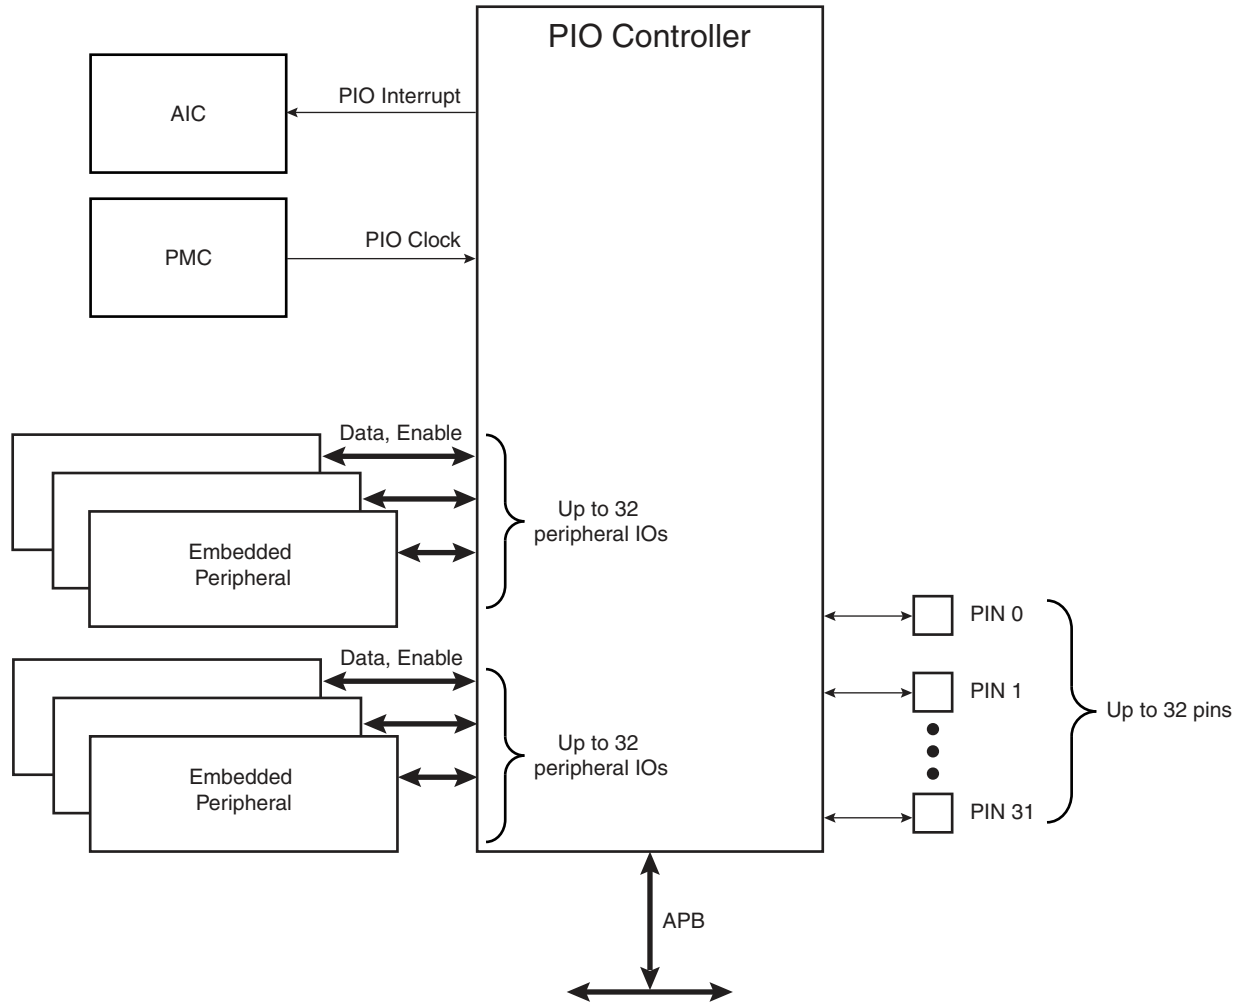 PIO Controller
AIC
PIO Interrupt
PMC
PIO Clock
Data, Enable
Up to 32
peripheral IOs
Embedded
Peripheral
PIN 0
Data, Enable
PIN 1
Up to 32 pins
Up to 32
peripheral IOs
Embedded
Peripheral
PIN 31
APB